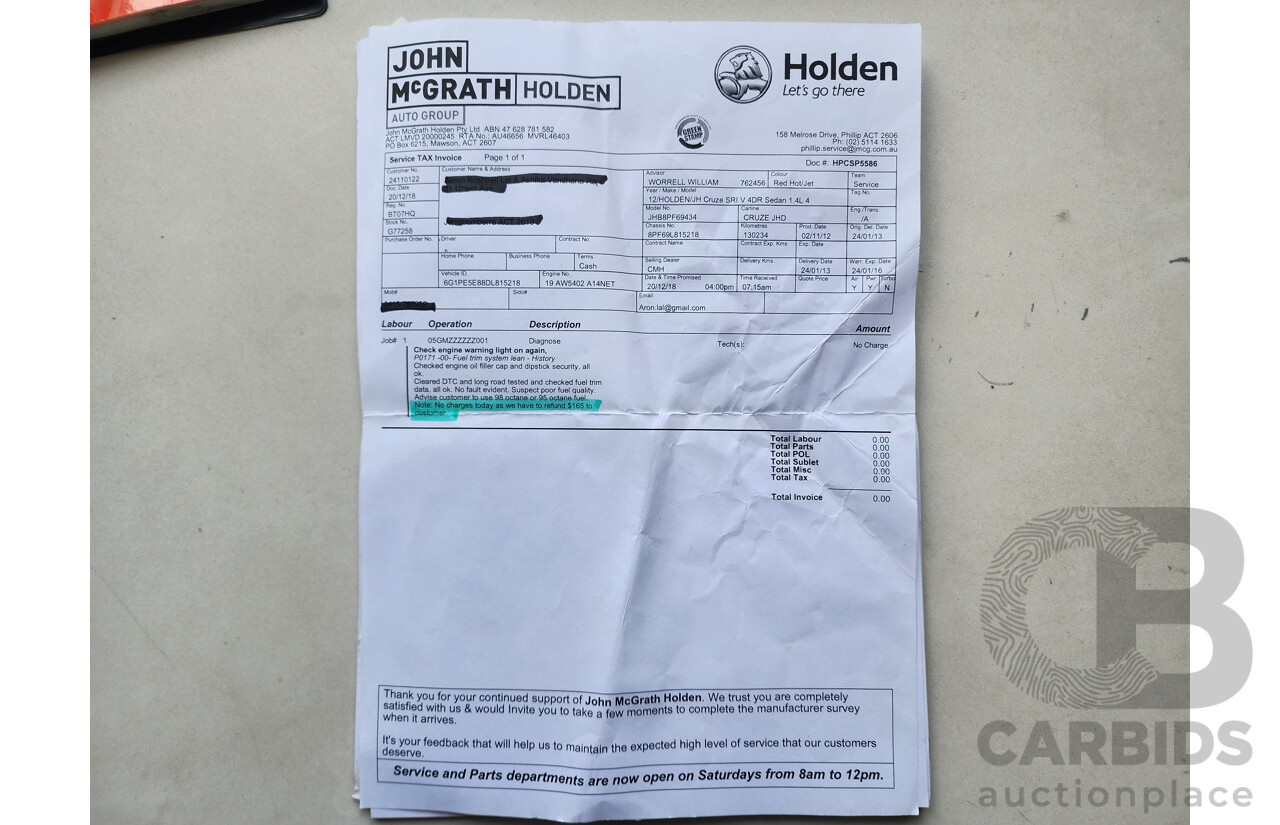 JOHN
McGRATH HOLDEN
AUTO GROUP
Holden
Let's go there
GREEN STAMP
John McGrath Holden Pty Ltd ABN 47 628 781 582
ACT LMVD 20000245 RTA No.: AU46656 MVRL46403
PO Box 6215, Mawson, ACT 2607
158 Melrose Drive, Phillip ACT 2606
Ph: (02) 5114 1633
phillip.service@jmcg.com.au
Service TAX Invoice Page 1 of 1 Doc #: HPCSP5586
Customer No. Customer Name & Address Advisor Colour Team
24110122 WORRELL WILLIAM 762456 Red Hot/Jet Service
Doc. Date Year / Make / Model Tag No.
20/12/18 12/HOLDEN/JH Cruze SRI V 4DR Sedan 1.4L 4
Reg. No. Model No. Carline Eng./Trans.
BT07HQ JHB8PF69434 CRUZE JHD /A
Stock No. Chassis No. Kilometres Prod. Date Orig. Del. Date
G77258 8PF69L815218 130234 02/11/12 24/01/13
Purchase Order No. Driver Contract No. Contract Name Contract Exp. Kms Exp. Date
Home Phone Business Phone Terms Selling Dealer Delivery Kms Delivery Date Warr. Exp. Date
Cash CMH 24/01/13 24/01/16
Vehicle ID. Engine No. Date & Time Promised Time Received Quote Price Air Pwr Turbo
6G1PE5E88DL815218 19 AW5402 A14NET 20/12/18 04:00pm 07:15am Y Y N
Mob# Sido# Email
Aron.lal@gmail.com
Labour Operation Description Amount
Job# 1 05GMZZZZZZ001 Diagnose Tech(s): No Charge
Check engine warning light on again,
P0171 -00- Fuel trim system lean - History
Checked engine oil filler cap and dipstick security, all
ok.
Cleared DTC and long road tested and checked fuel trim
data, all ok. No fault evident. Suspect poor fuel quality.
Advise customer to use 98 octane or 95 octane fuel.
Note: No charges today as we have to refund $165 to
customer.
Total Labour 0.00
Total Parts 0.00
Total POL 0.00
Total Sublet 0.00
Total Misc 0.00
Total Tax 0.00
Total Invoice 0.00
Thank you for your continued support of John McGrath Holden. We trust you are completely
satisfied with us & would Invite you to take a few moments to complete the manufacturer survey
when it arrives.
It's your feedback that will help us to maintain the expected high level of service that our customers
deserve.
Service and Parts departments are now open on Saturdays from 8am to 12pm.
CB
CARBIDS
auctionplace